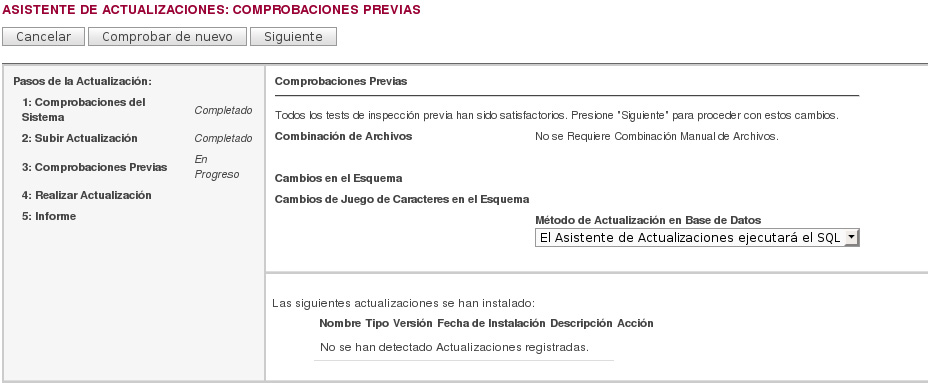 ASISTENTE DE ACTUALIZACIONES: COMPROBACIONES PREVIAS
Cancelar Comprobar de nuevo Siguiente
Pasos de la Actualización:
1: Comprobaciones del
Sistema Completado
2: Subir Actualización Completado
3: Comprobaciones Previas En
Progreso
4: Realizar Actualización
5: Informe
Comprobaciones Previas
Todos los tests de inspección previa han sido satisfactorios. Presione "Siguiente" para proceder con estos cambios.
Combinación de Archivos No se Requiere Combinación Manual de Archivos.
Cambios en el Esquema
Cambios de Juego de Caracteres en el Esquema
Método de Actualización en Base de Datos
El Asistente de Actualizaciones ejecutará el SQL
Las siguientes actualizaciones se han instalado:
Nombre Tipo Versión Fecha de Instalación Descripción Acción
No se han detectado Actualizaciones registradas.